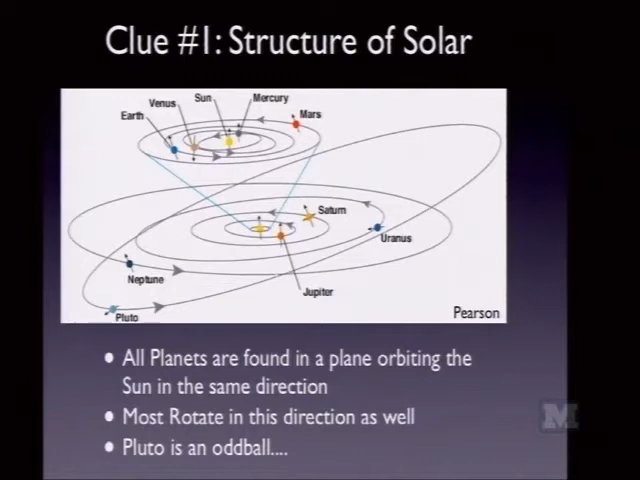 Clue #1: Structure of Solar
Sun
Mercury
Venus
Mars
Earth
Saturn
Uranus
Neptune
Jupiter
Pluto
Pearson
• All Planets are found in a plane orbiting the
Sun in the same direction
• Most Rotate in this direction as well
• Pluto is an oddball....
M